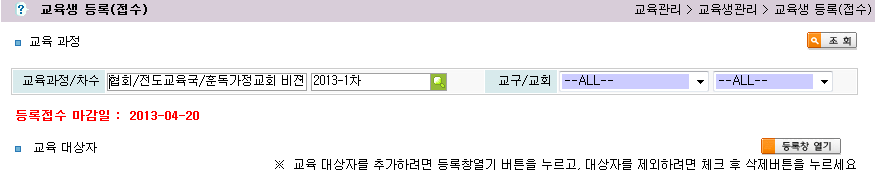 교육생 등록(접수) 교육관리 > 교육생관리 > 교육생 등록(접수)
교육 과정 조 회
교육과정/차수 협회/전도교육국/훈독가정교회 비젼 2013-1차 교구/교회 --ALL-- --ALL--
등록접수 마감일 : 2013-04-20
교육 대상자 등록창 열기
※ 교육 대상자를 추가하려면 등록창열기 버튼을 누르고, 대상자를 제외하려면 체크 후 삭제버튼을 누르세요